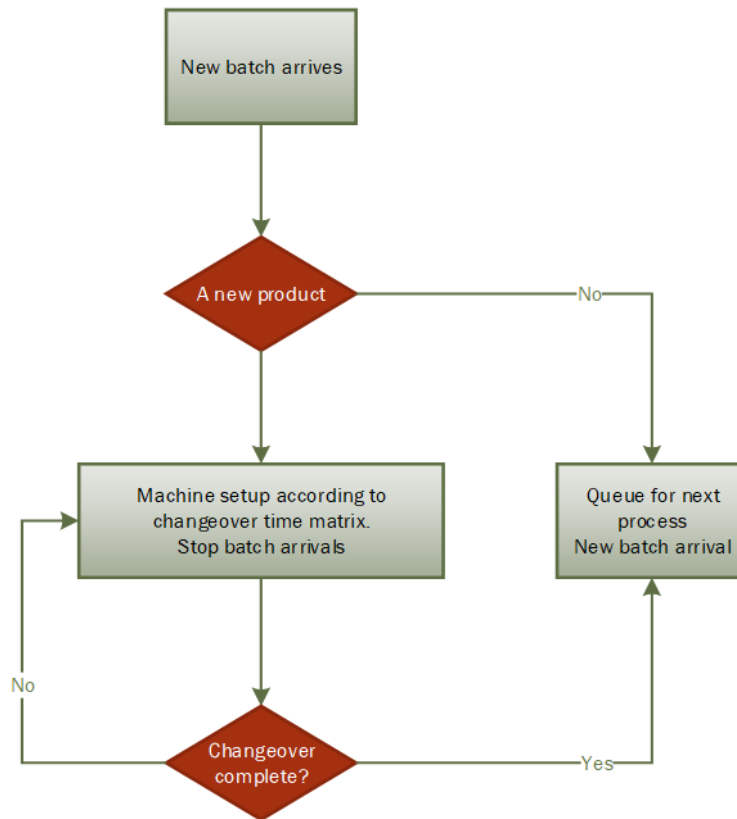 New batch arrives
A new product
No
Machine setup according to
changeover time matrix.
Stop batch arrivals
Queue for next
process
New batch arrival
No
Changeover
complete?
Yes